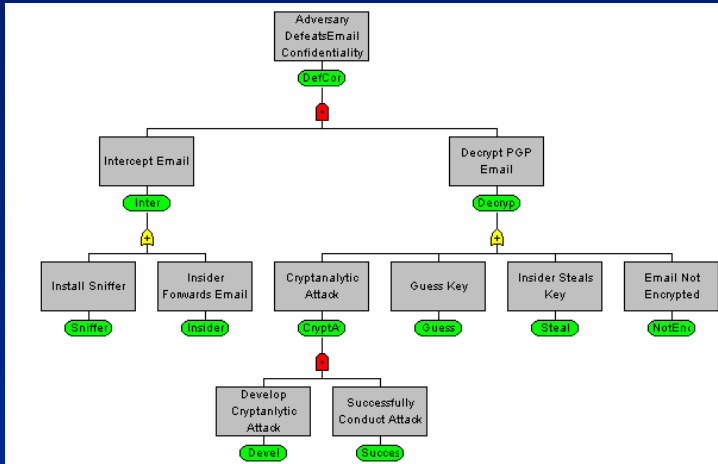 Adversary
DefeatsEmail
Confidentiality
DefCor
Intercept Email
Decrypt PGP
Email
Inter
Decryp
+
+
Install Sniffer
Insider
Forwards Email
Cryptanalytic
Attack
Guess Key
Insider Steals
Key
Email Not
Encrypted
Sniffer
Insider
CryptA
Guess
Steal
NotEnc
Develop
Cryptanlytic
Attack
Successfully
Conduct Attack
Devel
Succes